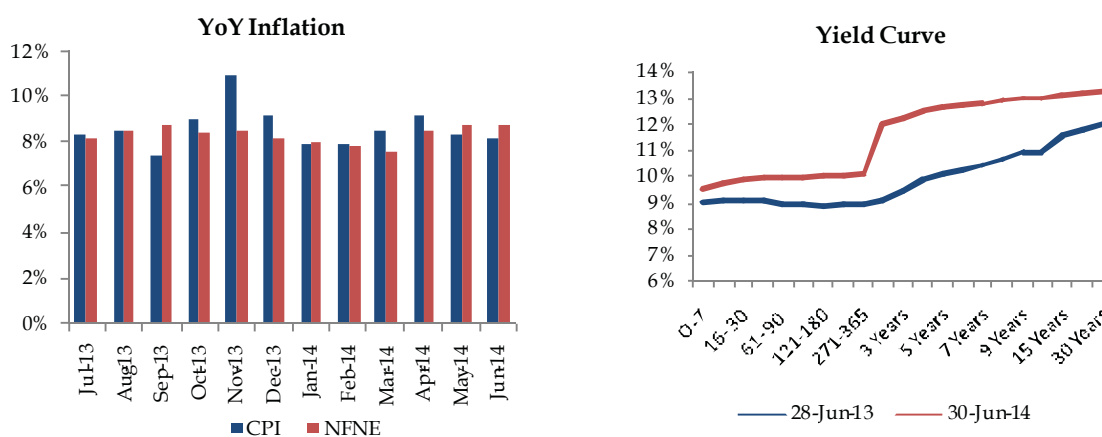 YoY Inflation
12%
10%
8%
6%
4%
2%
0%
Jul-13
Aug-13
Sep-13
Oct-13
Nov-13
Dec-13
Jan-14
Feb-14
Mar-14
Apr-14
May-14
Jun-14
CPI NFNE
Yield Curve
14%
13%
12%
11%
10%
9%
8%
7%
6%
0-7
16-30
61-90
121-180
271-365
3 Years
5 Years
7 Years
9 Years
15 Years
30 Years
28-Jun-13 30-Jun-14